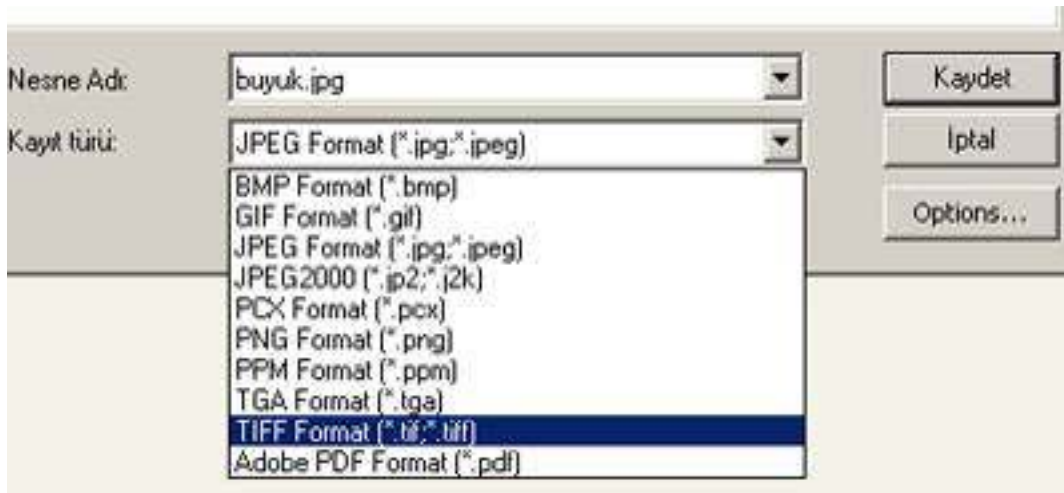 Nesne Adı:
buyuk.jpg
Kaydet
Kayıt türü:
JPEG Format (*.jpg;*.jpeg)
İptal
BMP Format (*.bmp)
GIF Format (*.gif)
Options...
JPEG Format (*.jpg;*.jpeg)
JPEG2000 (*.jp2;*.j2k)
PCX Format (*.pcx)
PNG Format (*.png)
PPM Format (*.ppm)
TGA Format (*.tga)
TIFF Format (*.tif;*.tiff)
Adobe PDF Format (*.pdf)